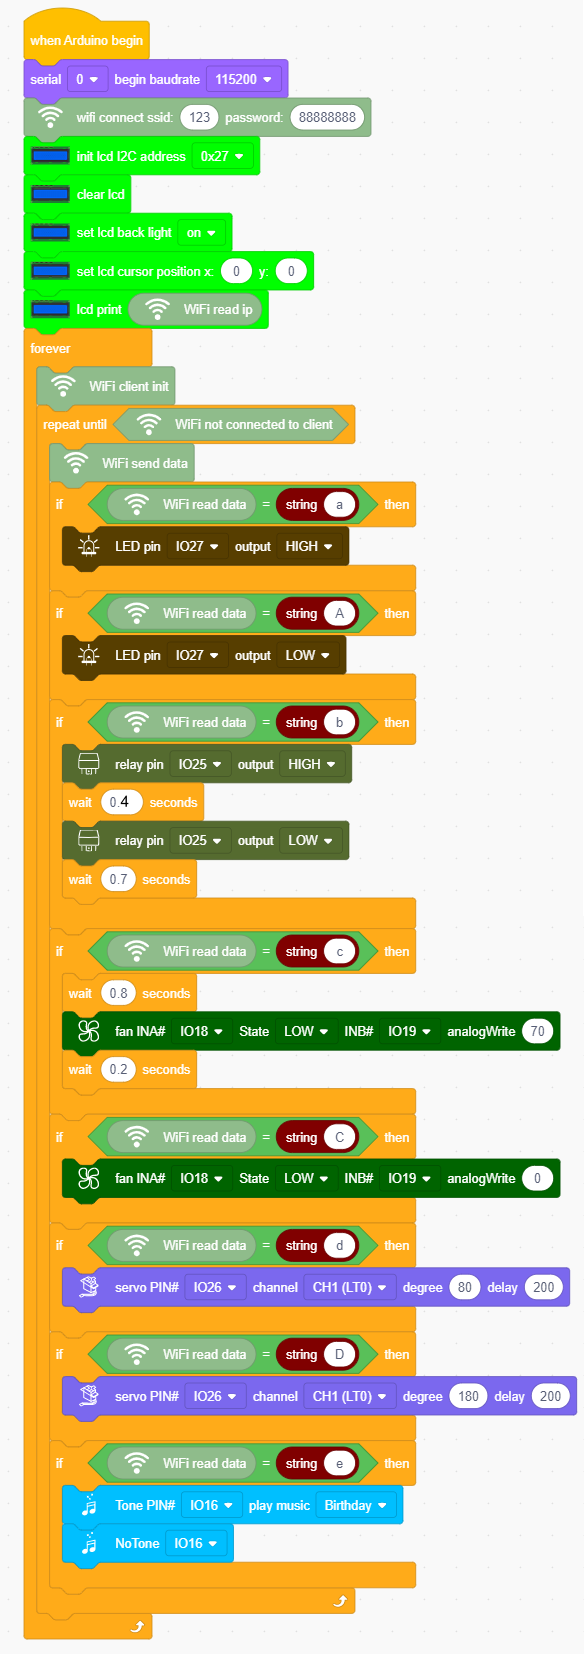 when Arduino begin
serial 0 begin baudrate 115200
wifi connect ssid: 123 password: 88888888
init lcd I2C address 0x27
clear lcd
set lcd back light on
set lcd cursor position x: 0 y: 0
lcd print WiFi read ip
forever
WiFi client init
repeat until WiFi not connected to client
WiFi send data
if WiFi read data = string a then
LED pin IO27 output HIGH
if WiFi read data = string A then
LED pin IO27 output LOW
if WiFi read data = string b then
relay pin IO25 output HIGH
wait 0.4 seconds
relay pin IO25 output LOW
wait 0.7 seconds
if WiFi read data = string c then
wait 0.8 seconds
fan INA# IO18 State LOW INB# IO19 analogWrite 70
wait 0.2 seconds
if WiFi read data = string C then
fan INA# IO18 State LOW INB# IO19 analogWrite 0
if WiFi read data = string d then
servo PIN# IO26 channel CH1 (LT0) degree 80 delay 200
if WiFi read data = string D then
servo PIN# IO26 channel CH1 (LT0) degree 180 delay 200
if WiFi read data = string e then
Tone PIN# IO16 play music Birthday
NoTone IO16